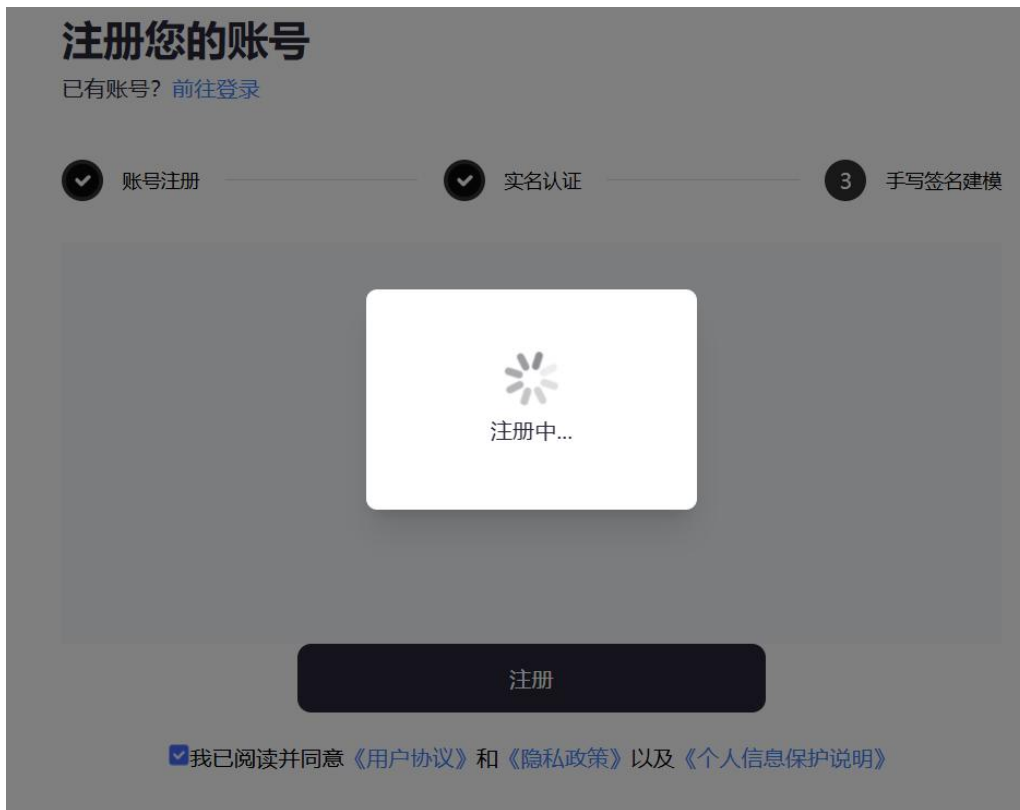 注册您的账号
已有账号？前往登录
账号注册
实名认证
3 手写签名建模
注册中...
注册
我已阅读并同意《用户协议》和《隐私政策》以及《个人信息保护说明》